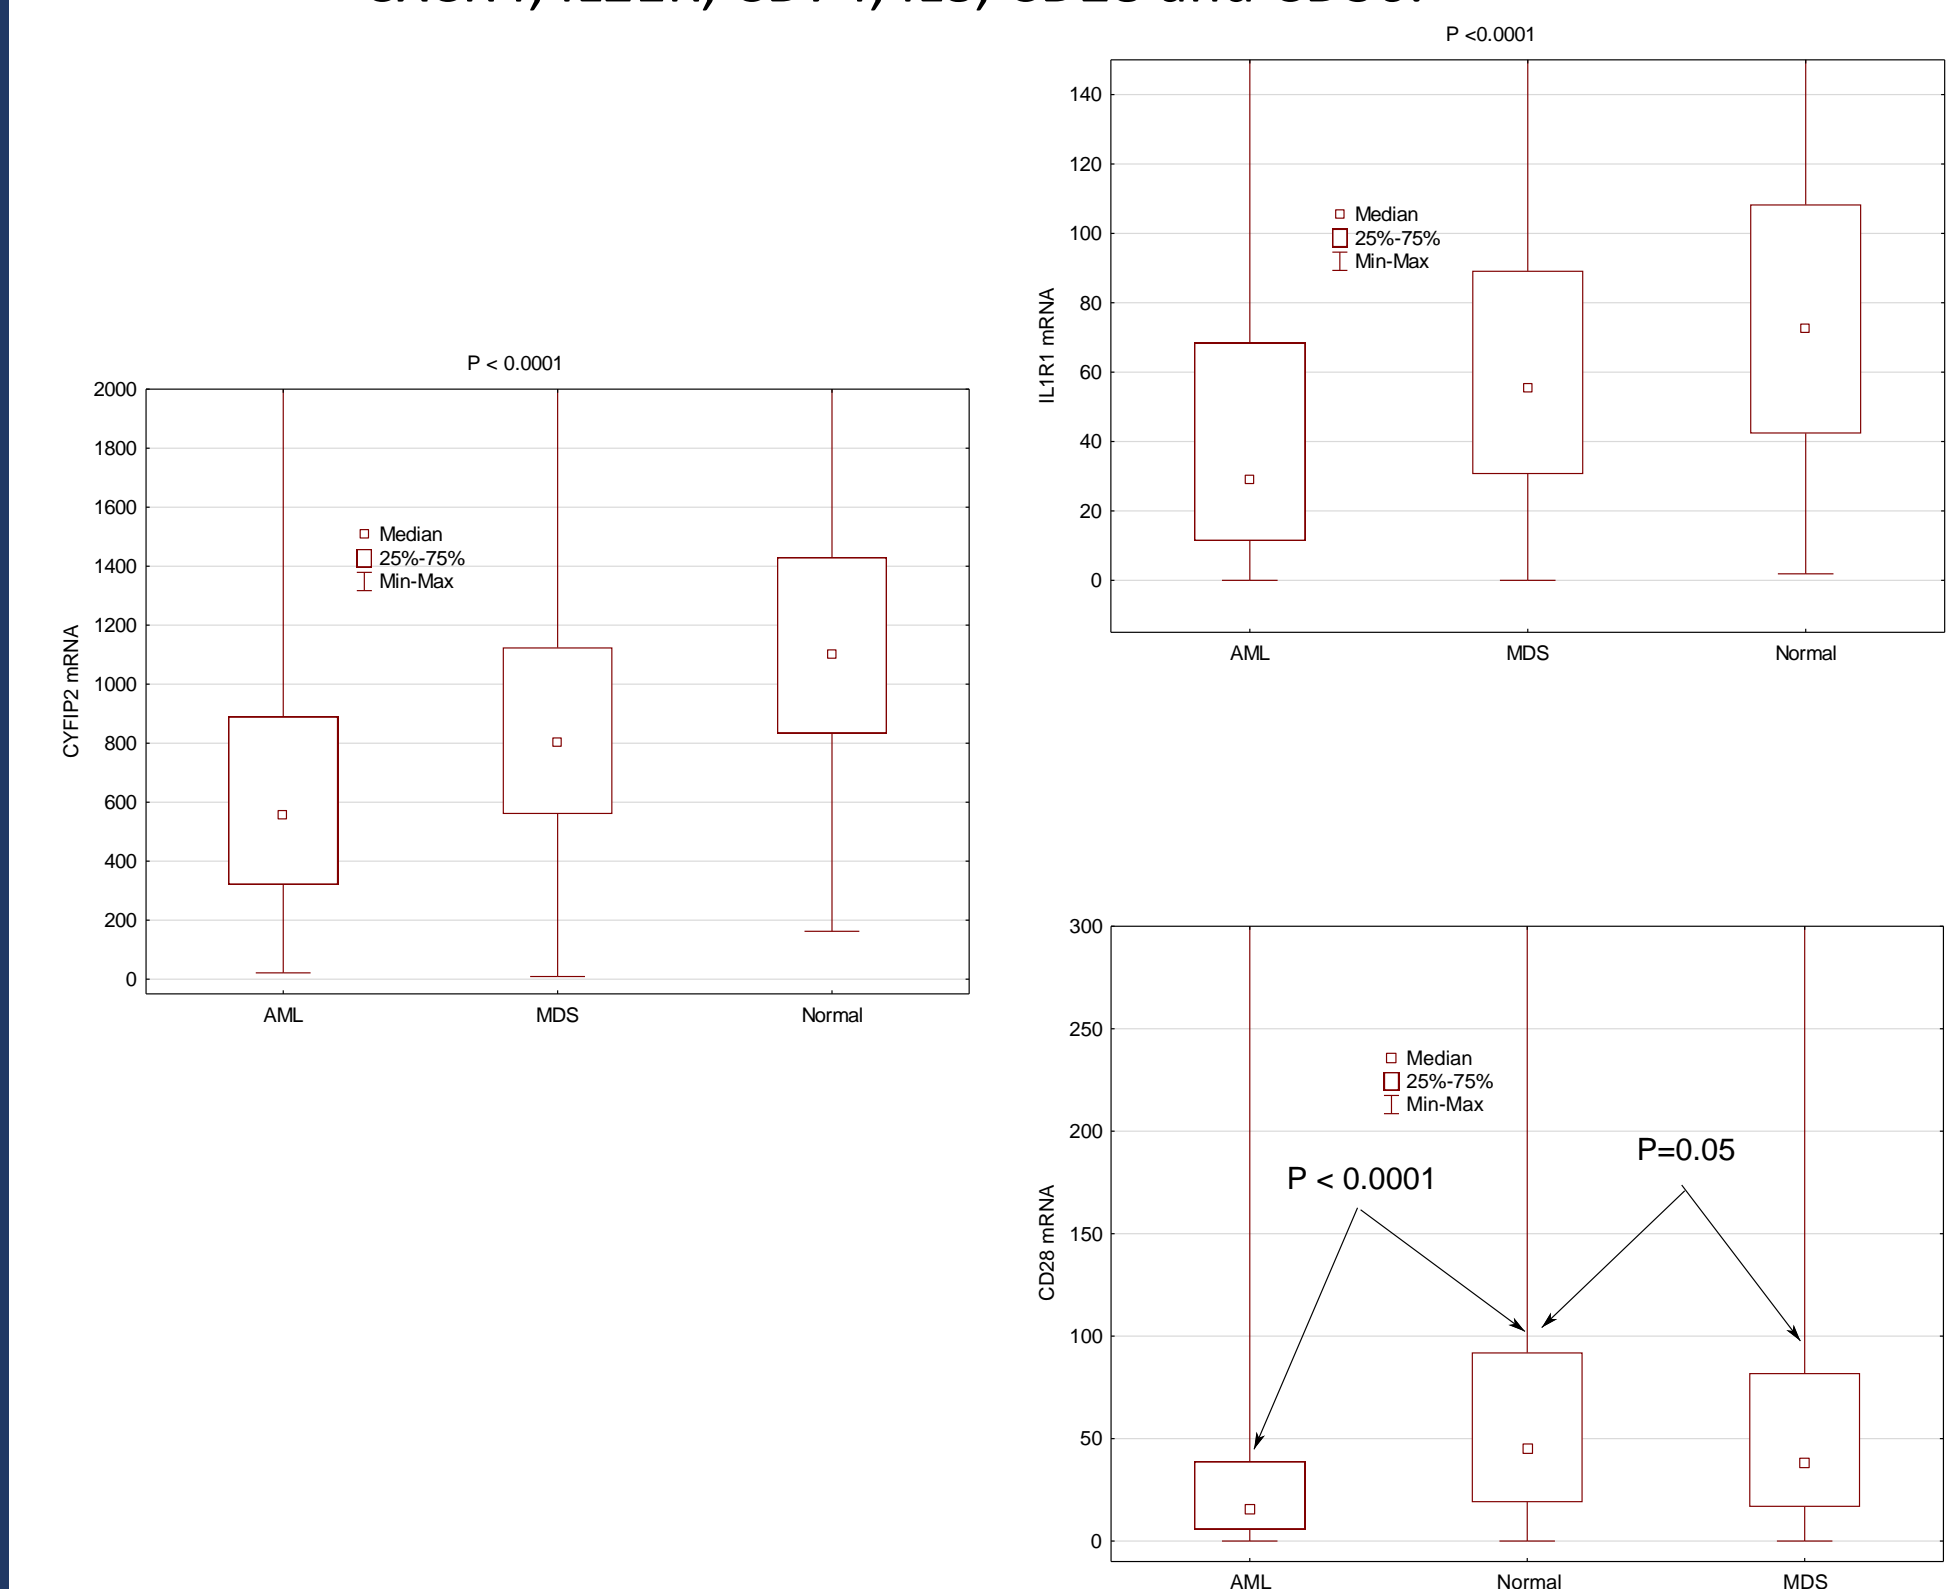 P <0.0001
140
120
100
80
60
40
20
0
IL1R1 mRNA
Median
25%-75%
Min-Max
AML MDS Normal
P < 0.0001
2000
1800
1600
1400
1200
1000
800
600
400
200
0
CYFIP2 mRNA
Median
25%-75%
Min-Max
AML MDS Normal
300
250
200
150
100
50
0
CD28 mRNA
Median
25%-75%
Min-Max
P < 0.0001
P=0.05
AML Normal MDS